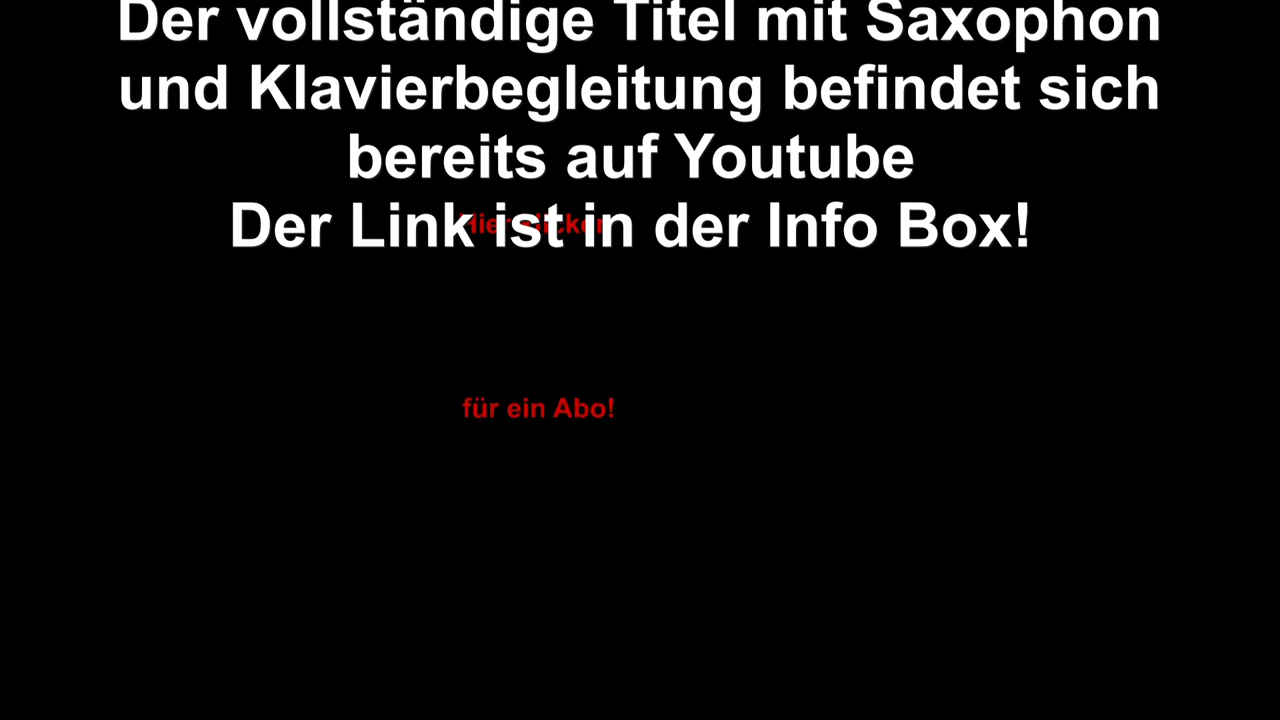 Der vollständige Titel mit Saxophon
und Klavierbegleitung befindet sich
bereits auf Youtube
Der Link ist in der Info Box!
für ein Abo!